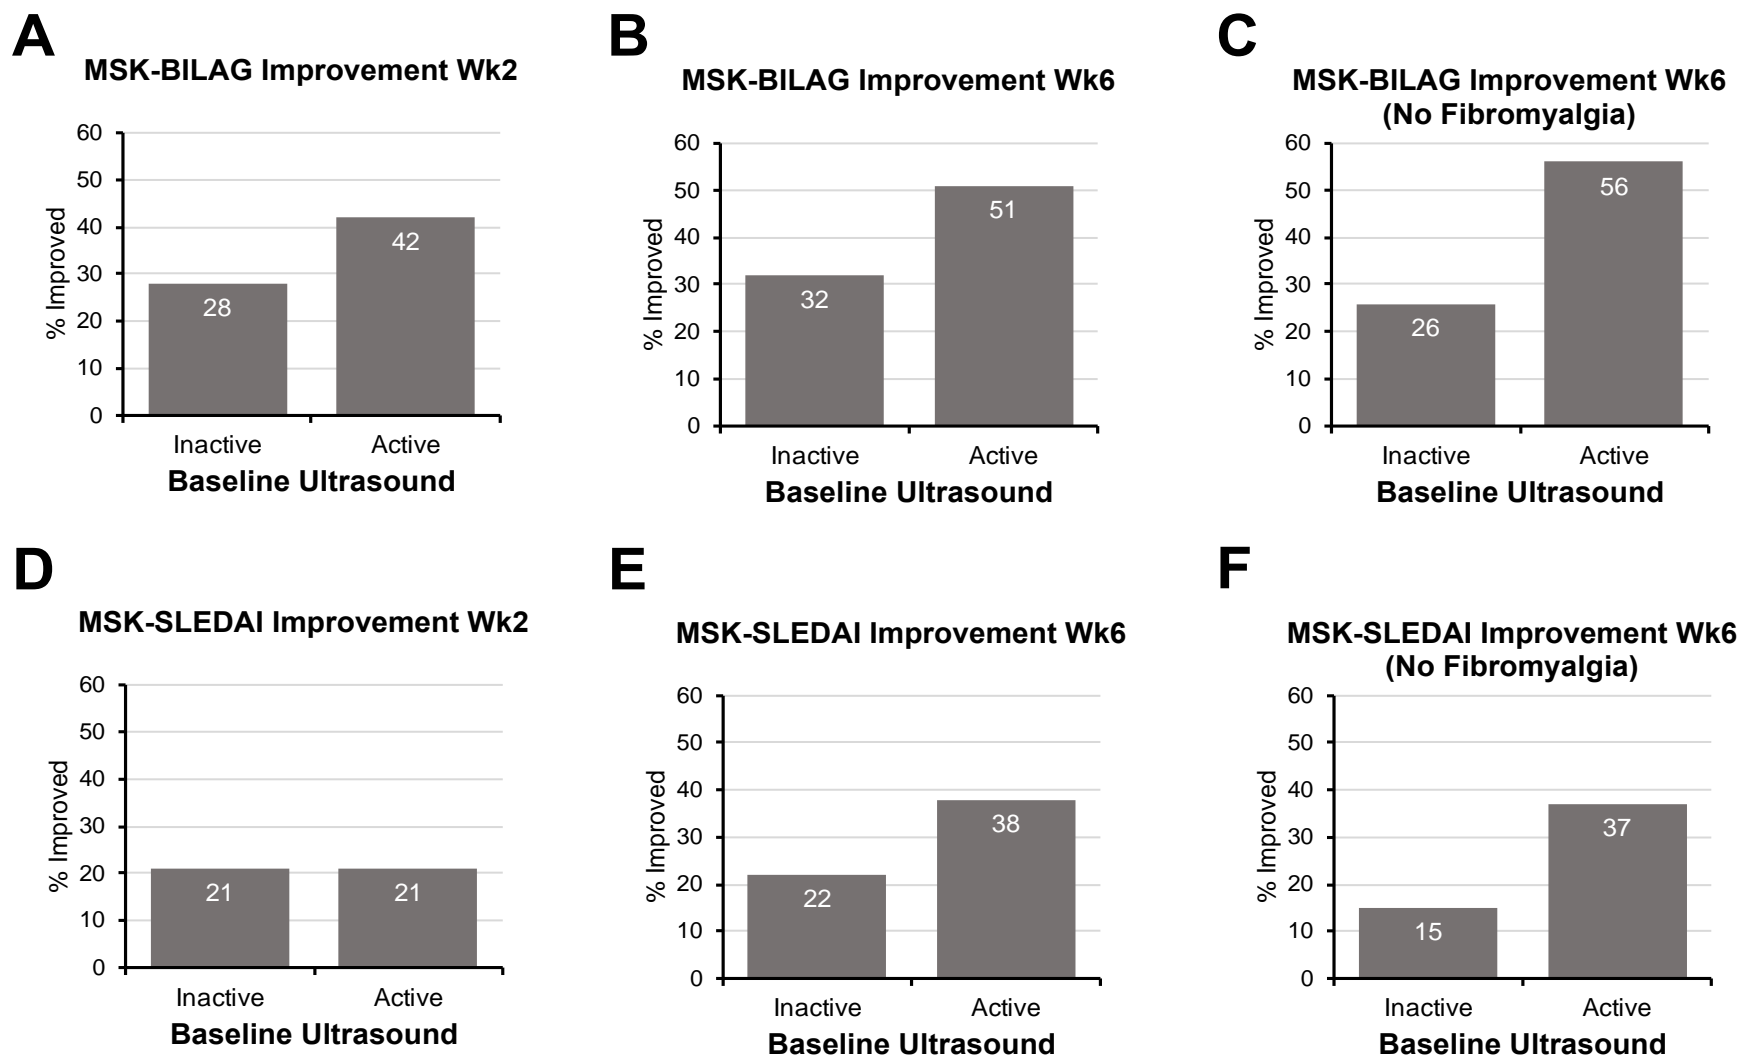 A
MSK-BILAG Improvement Wk2
60
50
40
30
20
10
0
% Improved
28
42
Inactive
Active
Baseline Ultrasound
B
MSK-BILAG Improvement Wk6
60
50
40
30
20
10
0
% Improved
32
51
Inactive
Active
Baseline Ultrasound
C
MSK-BILAG Improvement Wk6
(No Fibromyalgia)
60
50
40
30
20
10
0
% Improved
26
56
Inactive
Active
Baseline Ultrasound
D
MSK-SLEDAI Improvement Wk2
60
50
40
30
20
10
0
% Improved
21
21
Inactive
Active
Baseline Ultrasound
E
MSK-SLEDAI Improvement Wk6
60
50
40
30
20
10
0
% Improved
22
38
Inactive
Active
Baseline Ultrasound
F
MSK-SLEDAI Improvement Wk6
(No Fibromyalgia)
60
50
40
30
20
10
0
% Improved
15
37
Inactive
Active
Baseline Ultrasound